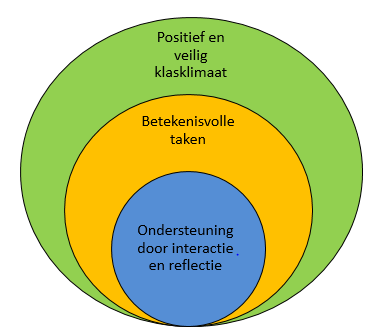 Positief en
veilig
klasklimaat
Betekenisvolle
taken
Ondersteuning
door interactie
en reflectie